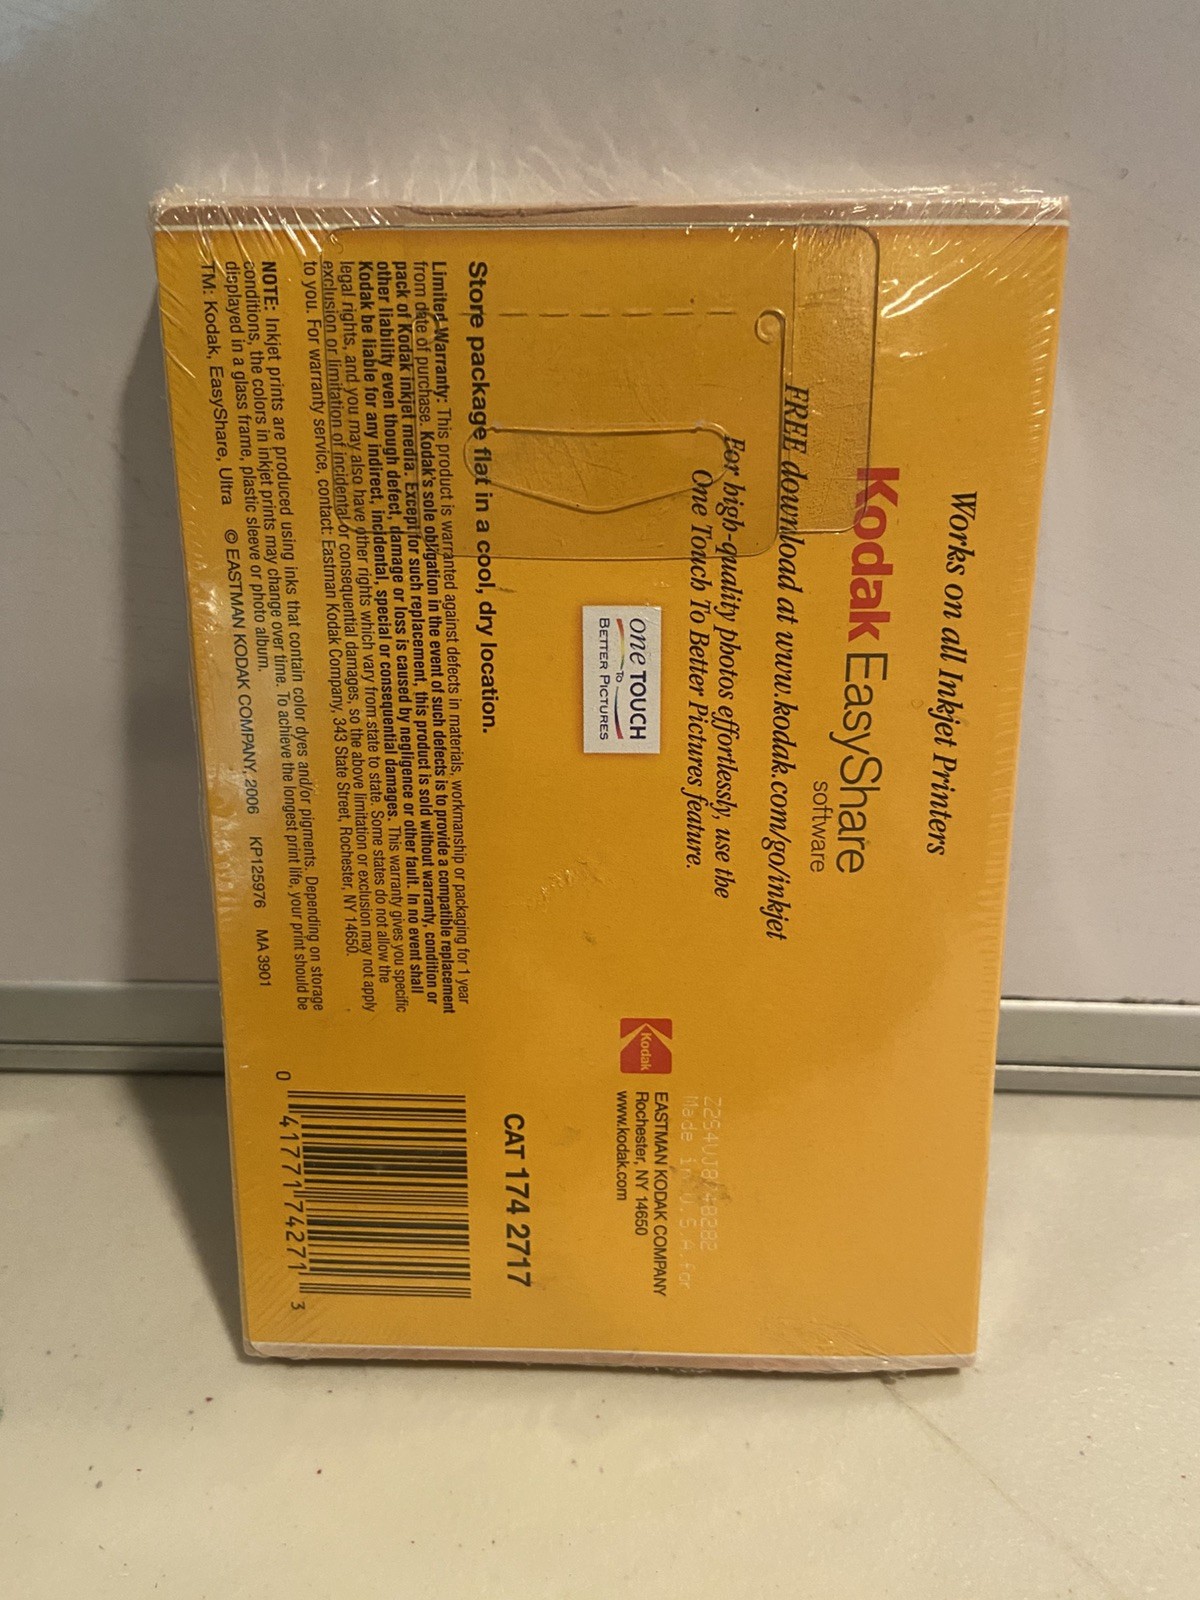 Works on all Inkjet Printers
Kodak EasyShare
software
FREE download at www.kodak.com/go/inkjet
For high-quality photos effortlessly, use the
One Touch To Better Pictures feature.
one TOUCH
TO
BETTER PICTURES
Made in U.S.A. for
Kodak
EASTMAN KODAK COMPANY
Rochester, NY 14650
www.kodak.com
CAT 174 2717
Store package flat in a cool, dry location.
Limited Warranty: This product is warranted against defects in materials, workmanship or packaging for 1 year
from date of purchase. Kodak's sole obligation in the event of such defects is to provide a compatible replacement
pack of Kodak inkjet media. Except for such replacement, this product is sold without warranty, condition or
other liability even though defect, damage or loss is caused by negligence or other fault. In no event shall
Kodak be liable for any indirect, incidental, special or consequential damages. This warranty gives you specific
legal rights, and you may also have other rights which vary from state to state. Some states do not allow the
exclusion or limitation of incidental or consequential damages, so the above limitation or exclusion may not apply
to you. For warranty service, contact: Eastman Kodak Company, 343 State Street, Rochester, NY 14650.
NOTE: Inkjet prints are produced using inks that contain color dyes and/or pigments. Depending on storage
conditions, the colors in inkjet prints may change over time. To achieve the longest print life, your print should be
displayed in a glass frame, plastic sleeve or photo album.
TM: Kodak, EasyShare, Ultra © EASTMAN KODAK COMPANY, 2006 KP125976 MA3901
0 41771 74271 3